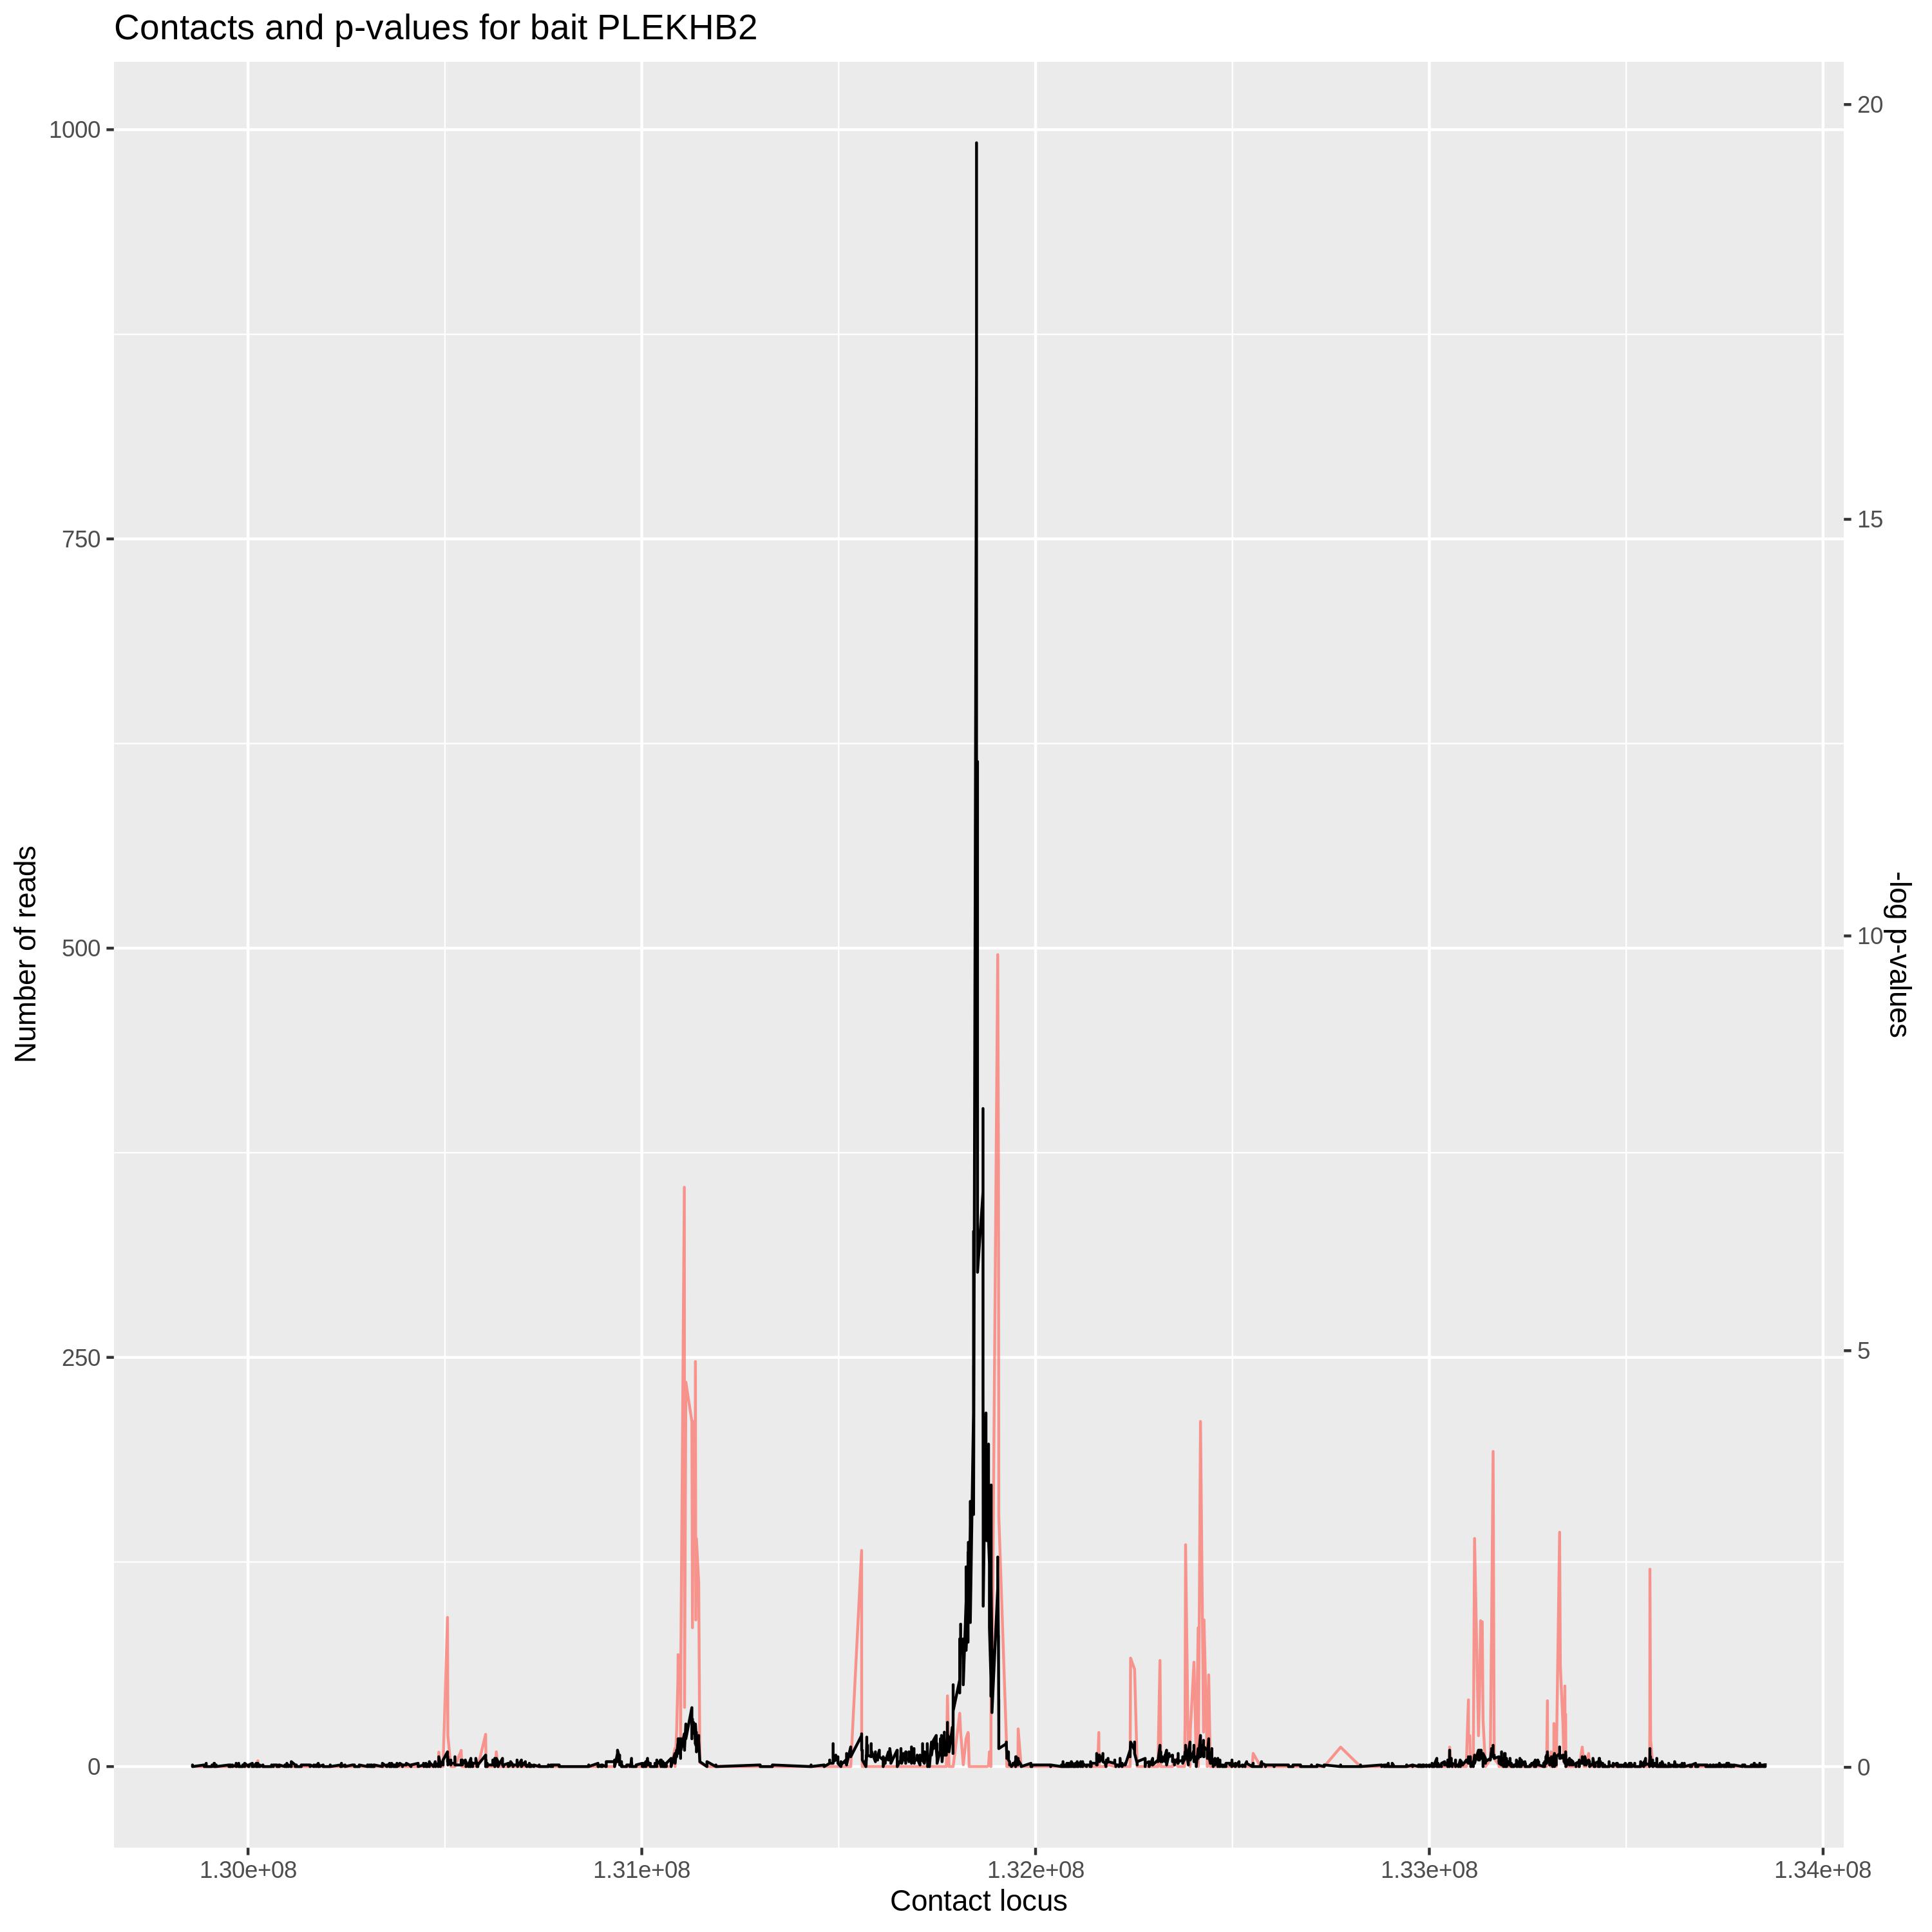 Contacts and p-values for bait PLEKHB2
1000
750
500
250
0
Number of reads
20
15
10
5
0
-log p-values
1.30e+08
1.31e+08
1.32e+08
1.33e+08
1.34e+08
Contact locus